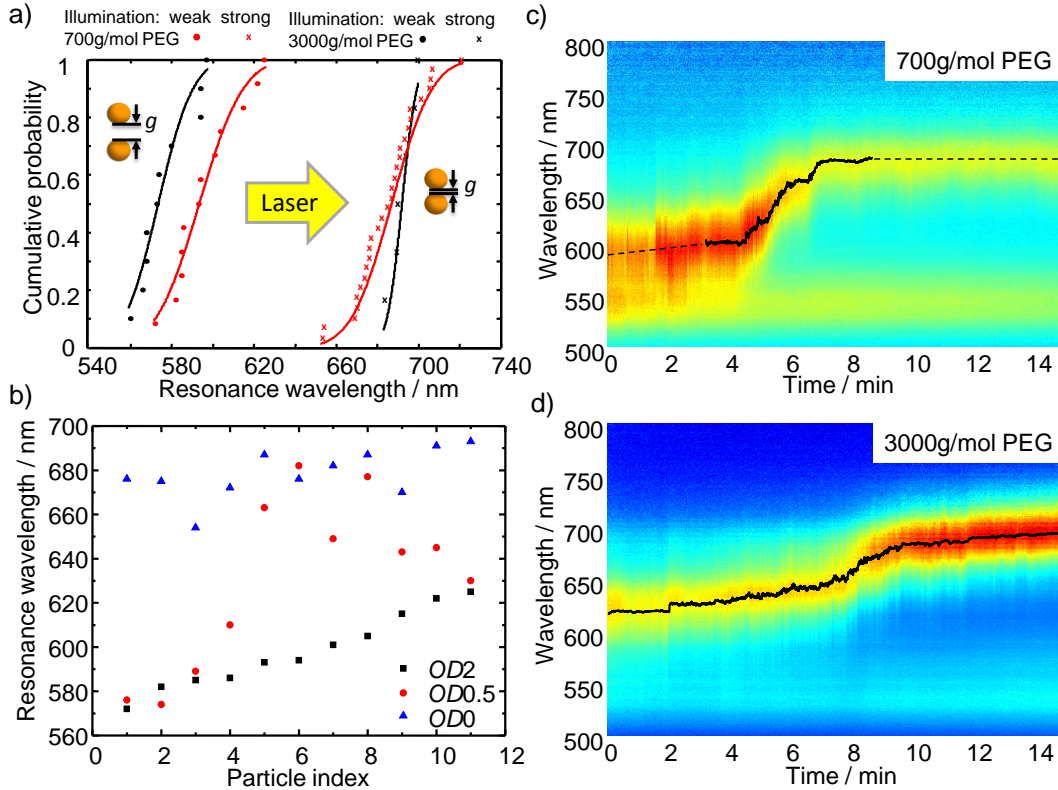 a)
Illumination: weak strong
700g/mol PEG
Illumination: weak strong
3000g/mol PEG
1
0.8
0.6
0.4
0.2
0
Cumulative probability
g
Laser
g
540 580 620 660 700 740
Resonance wavelength / nm
b)
700
680
660
640
620
600
580
560
Resonance wavelength / nm
OD2
OD0.5
OD0
0 2 4 6 8 10 12
Particle index
c)
700g/mol PEG
800
750
700
650
600
550
500
Wavelength / nm
0 2 4 6 8 10 12 14
Time / min
d)
3000g/mol PEG
800
750
700
650
600
550
500
Wavelength / nm
0 2 4 6 8 10 12 14
Time / min